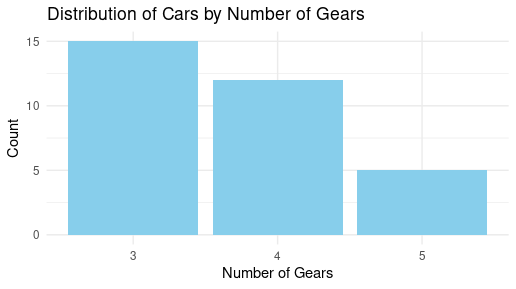 Distribution of Cars by Number of Gears
15
10
5
0
Count
3 4 5
Number of Gears